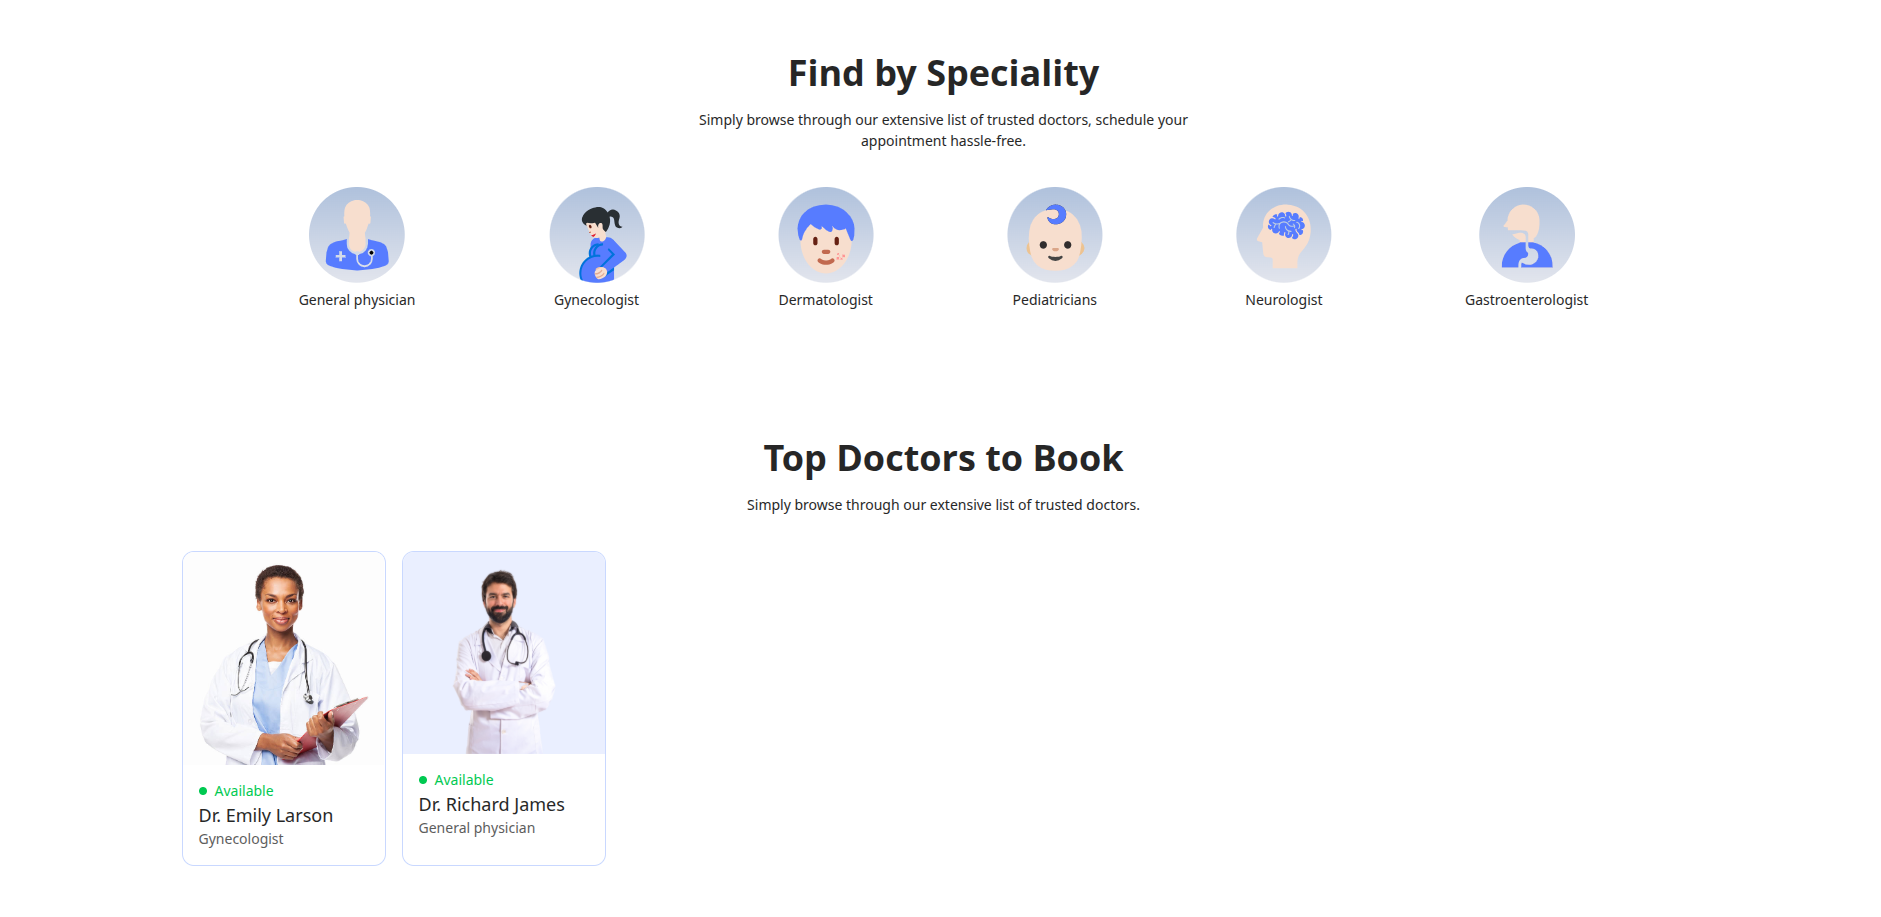 Find by Speciality
Simply browse through our extensive list of trusted doctors, schedule your
appointment hassle-free.
General physician
Gynecologist
Dermatologist
Pediatricians
Neurologist
Gastroenterologist
Top Doctors to Book
Simply browse through our extensive list of trusted doctors.
Available
Dr. Emily Larson
Gynecologist
Available
Dr. Richard James
General physician